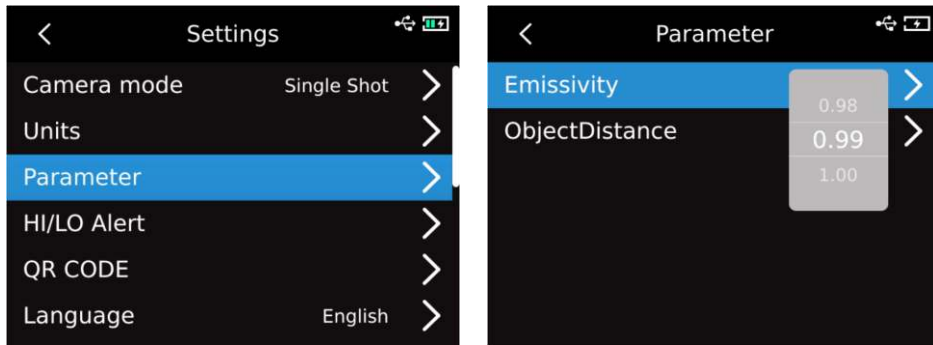 Settings
Camera mode Single Shot
Units
Parameter
HI/LO Alert
QR CODE
Language English
Parameter
Emissivity
0.98
ObjectDistance 0.99
1.00